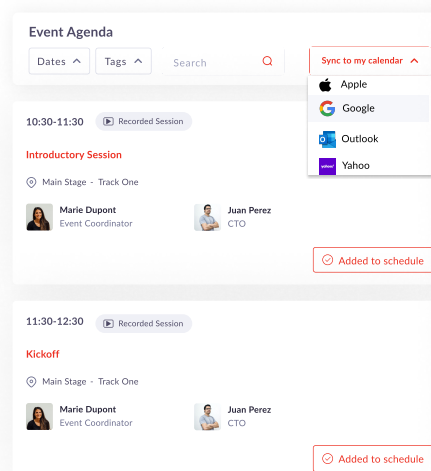 Event Agenda
Dates
Tags
Search
Sync to my calendar
Apple
Google
Outlook
yahoo!
Yahoo
10:30-11:30
Recorded Session
Introductory Session
Main Stage - Track One
Marie Dupont
Juan Perez
Event Coordinator
CTO
Added to schedule
11:30-12:30
Recorded Session
Kickoff
Main Stage - Track One
Marie Dupont
Juan Perez
Event Coordinator
CTO
Added to schedule